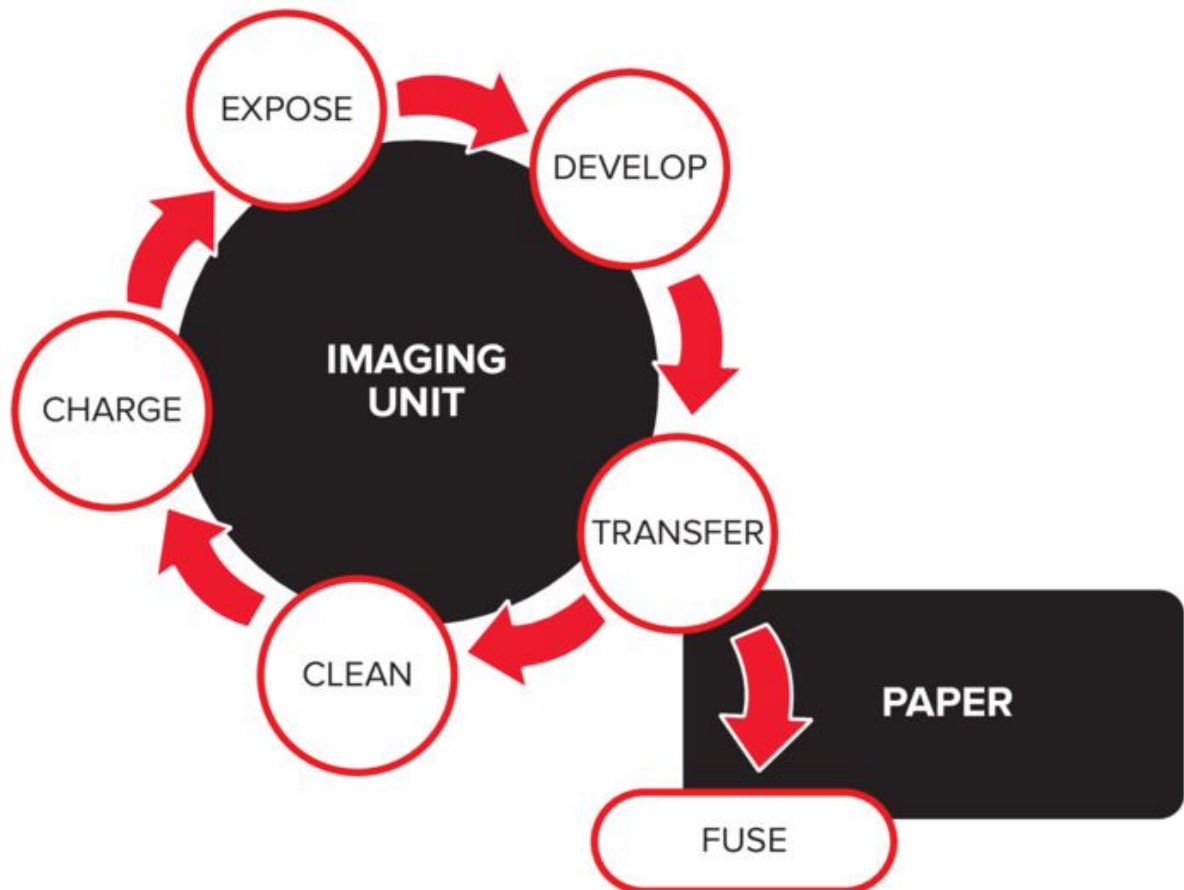 EXPOSE
DEVELOP
IMAGING
UNIT
CHARGE
TRANSFER
CLEAN
PAPER
FUSE